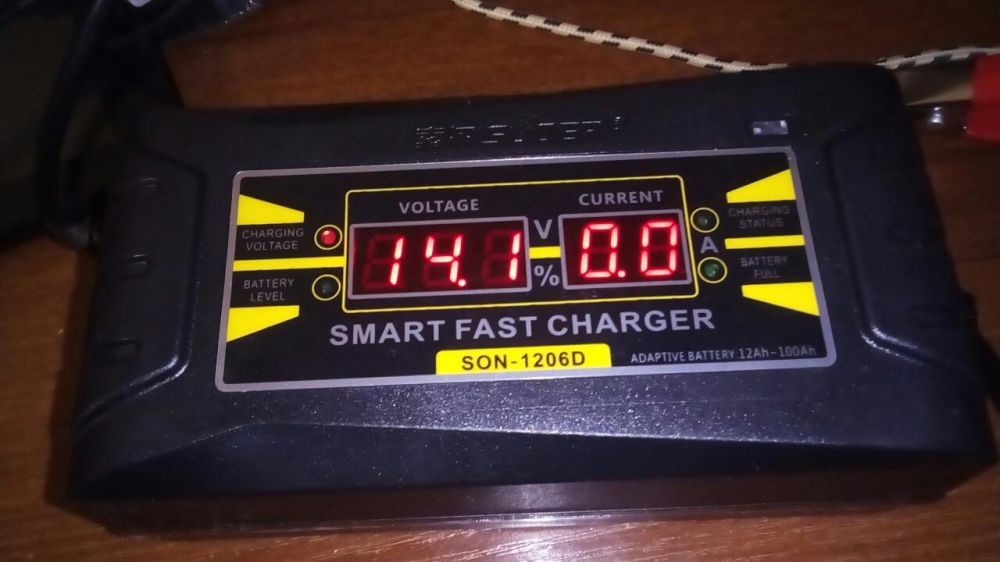 VOLTAGE
CURRENT
CHARGING
VOLTAGE
14.1
V
0.0
A
CHARGING
STATUS
BATTERY
LEVEL
%
BATTERY
FULL
SMART FAST CHARGER
SON-1206D
ADAPTIVE BATTERY 12Ah-100Ah